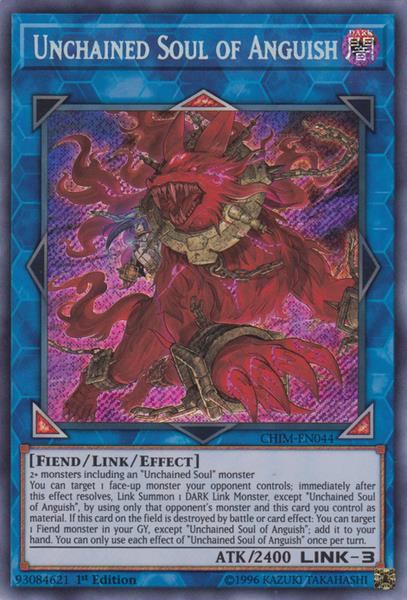 UNCHAINED SOUL OF ANGUISH
DARK
闇
CHIM-EN044
[FIEND/LINK/EFFECT]
2+ monsters including an "Unchained Soul" monster
You can target 1 face-up monster your opponent controls; immediately after
this effect resolves, Link Summon 1 DARK Link Monster, except "Unchained Soul
of Anguish", by using only that opponent's monster and this card you control as
material. If this card on the field is destroyed by battle or card effect: You can target
1 Fiend monster in your GY, except "Unchained Soul of Anguish"; add it to your
hand. You can only use each effect of "Unchained Soul of Anguish" once per turn.
ATK/2400 LINK-3
93084621 1st Edition ©1996 KAZUKI TAKAHASHI